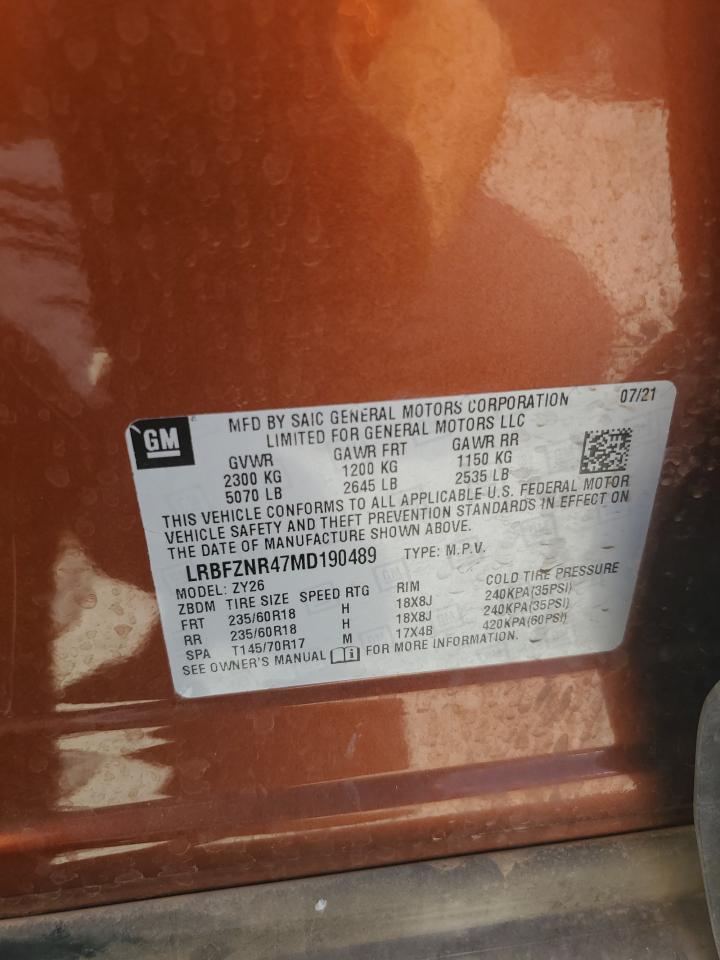 GM
MFD BY SAIC GENERAL MOTORS CORPORATION 07/21
LIMITED FOR GENERAL MOTORS LLC
GVWR GAWR FRT GAWR RR
2300 KG 1200 KG 1150 KG
5070 LB 2645 LB 2535 LB
THIS VEHICLE CONFORMS TO ALL APPLICABLE U.S. FEDERAL MOTOR
VEHICLE SAFETY AND THEFT PREVENTION STANDARDS IN EFFECT ON
THE DATE OF MANUFACTURE SHOWN ABOVE.
LRBFZNR47MD190489 TYPE: M.P.V.
MODEL: ZY26
ZBDM TIRE SIZE SPEED RTG RIM COLD TIRE PRESSURE
FRT 235/60R18 H 18X8J 240KPA(35PSI)
RR 235/60R18 H 18X8J 240KPA(35PSI)
SPA T145/70R17 M 17X4B 420KPA(60PSI)
SEE OWNER'S MANUAL FOR MORE INFORMATION.